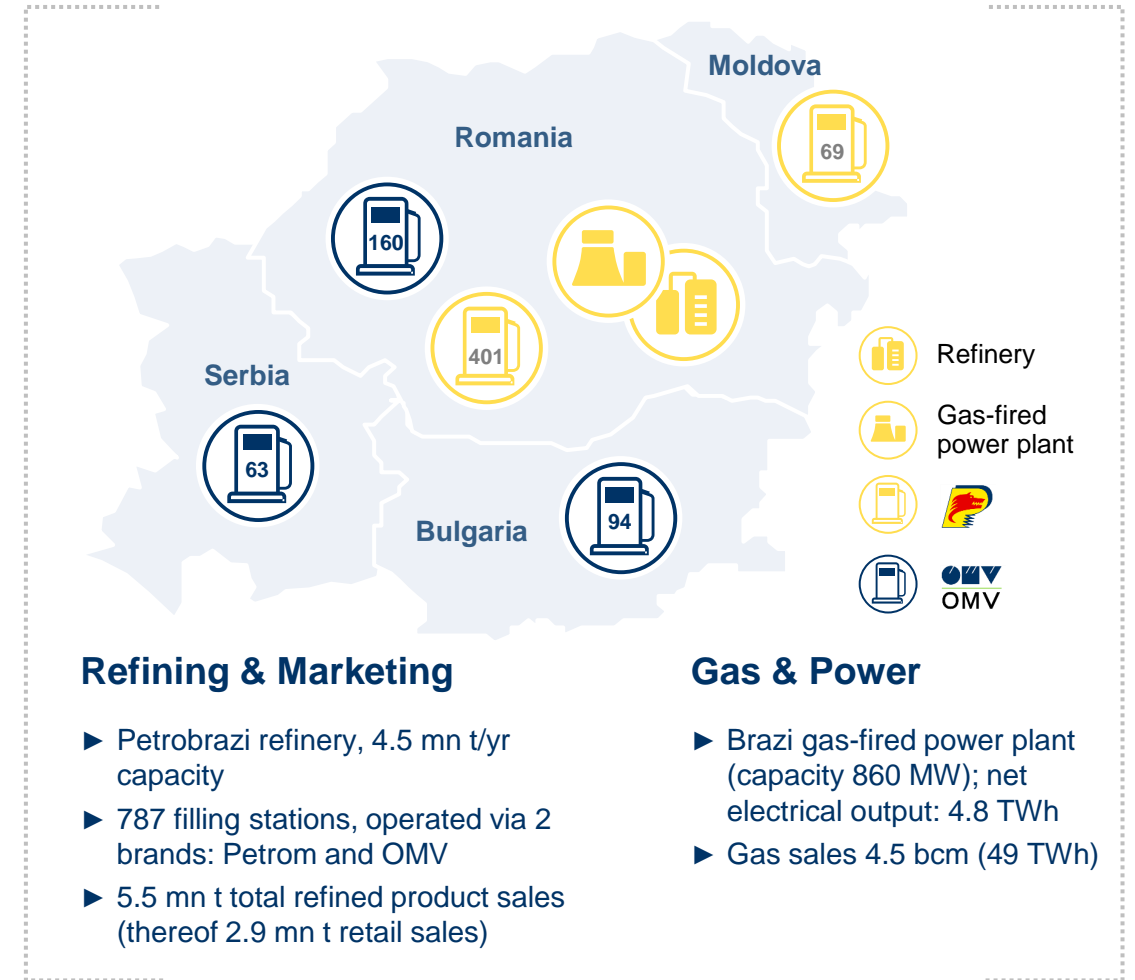 Moldova
69
Romania
160
401
Serbia
63
Bulgaria
94
Refinery
Gas-fired
power plant
OMV
OMV
Refining & Marketing
► Petrobrazi refinery, 4.5 mn t/yr
capacity
► 787 filling stations, operated via 2
brands: Petrom and OMV
► 5.5 mn t total refined product sales
(thereof 2.9 mn t retail sales)
Gas & Power
► Brazi gas-fired power plant
(capacity 860 MW); net
electrical output: 4.8 TWh
► Gas sales 4.5 bcm (49 TWh)